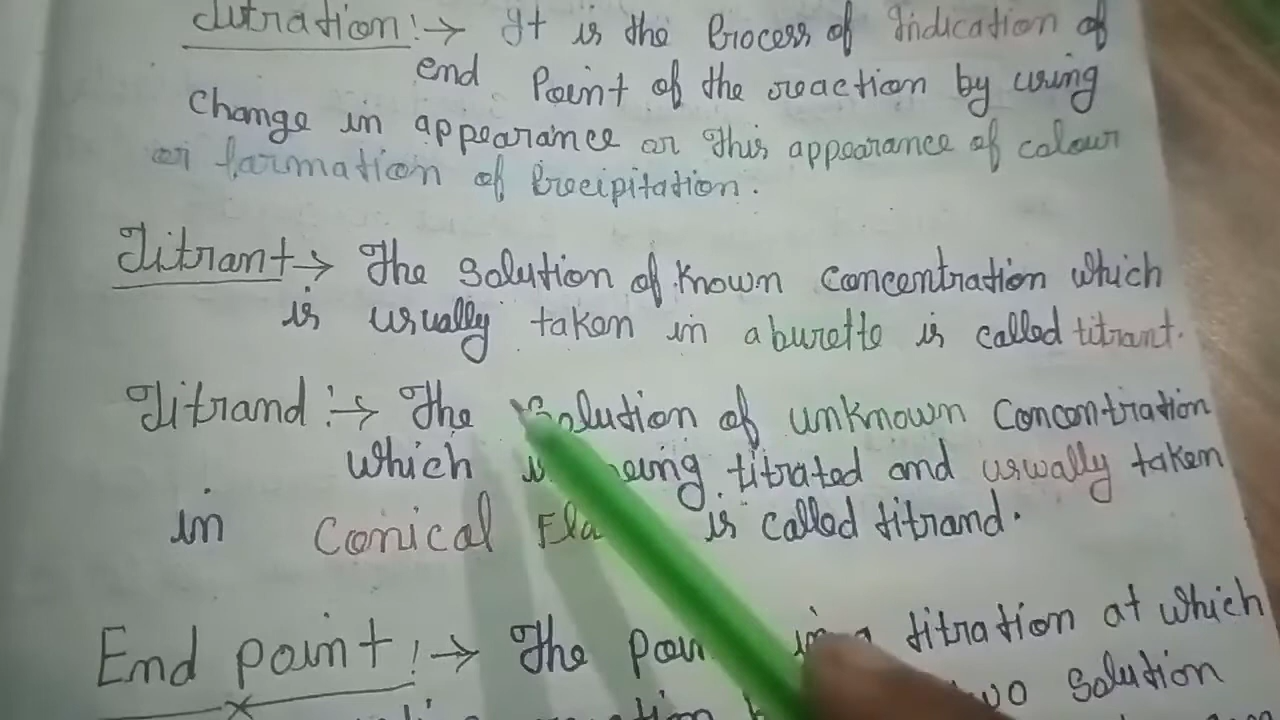 Titration :→ It is the Process of Indication of
end Point of the reaction by using
Change in appearance or This appearance of colour
or formation of Precipitation.
Titrant → The Solution of Known Concentration which
is usually taken in a burette is called titrant.
Titrand :→ The Solution of unknown Concentration
which being titrated and usually taken
in Conical is called titrand.
End point :→ The in a titration at which
two Solution